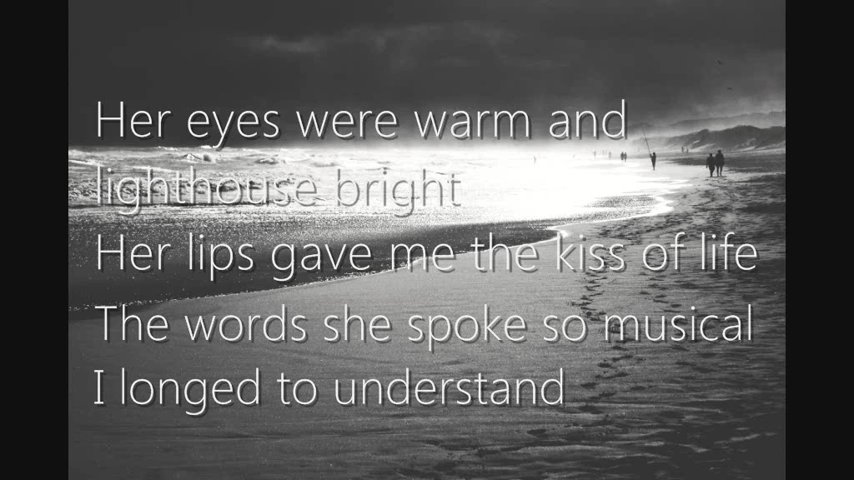 Her eyes were warm and
lighthouse bright
Her lips gave me the kiss of life
The words she spoke so musical
I longed to understand